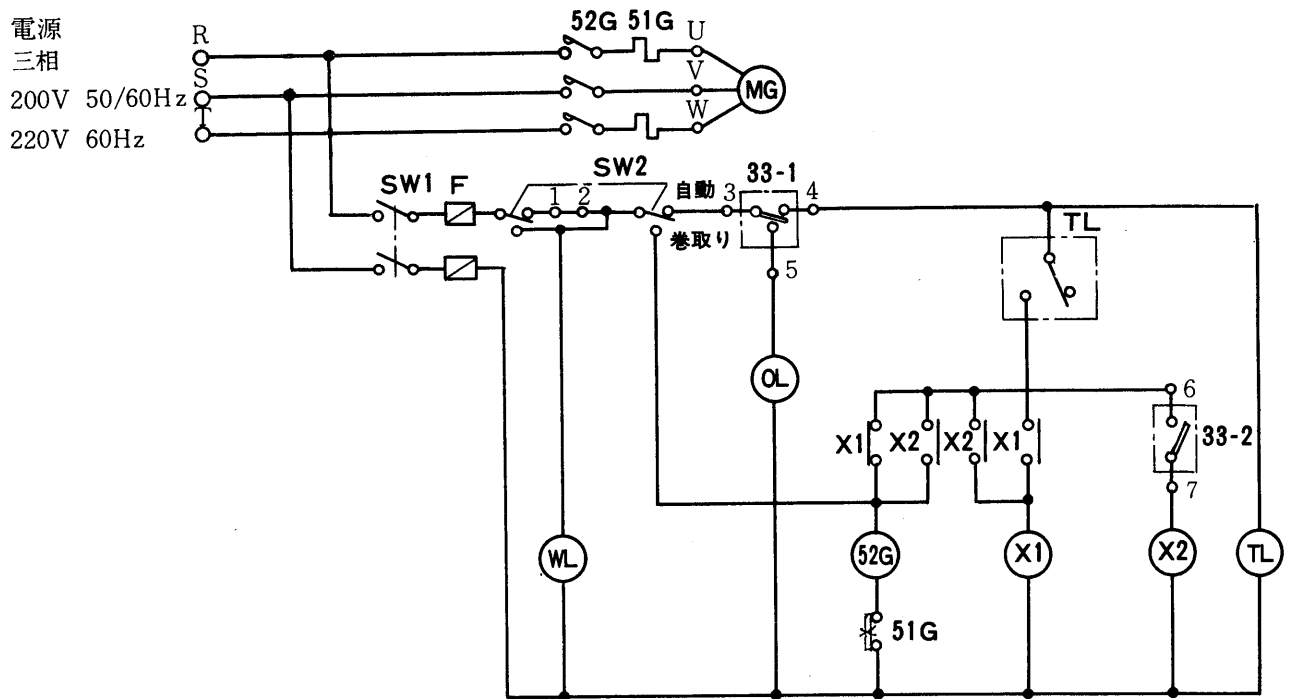 電源
三相
200V 50/60Hz
220V 60Hz
R
S
T
52G 51G
U
V
W
MG
SW1 F
SW2
1 2
自動
巻取り
3
33-1
4
5
TL
OL
6
X1 X2 X2 X1
33-2
7
WL
52G
X1
X2
TL
51G